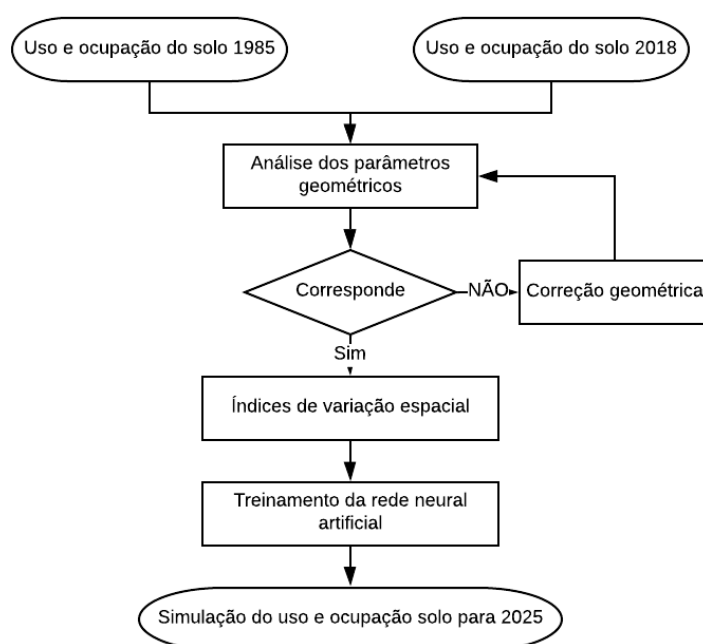 Uso e ocupação do solo 1985
Uso e ocupação do solo 2018
Análise dos parâmetros
geométricos
Corresponde
NÃO
Correção geométrica
Sim
Índices de variação espacial
Treinamento da rede neural
artificial
Simulação do uso e ocupação solo para 2025